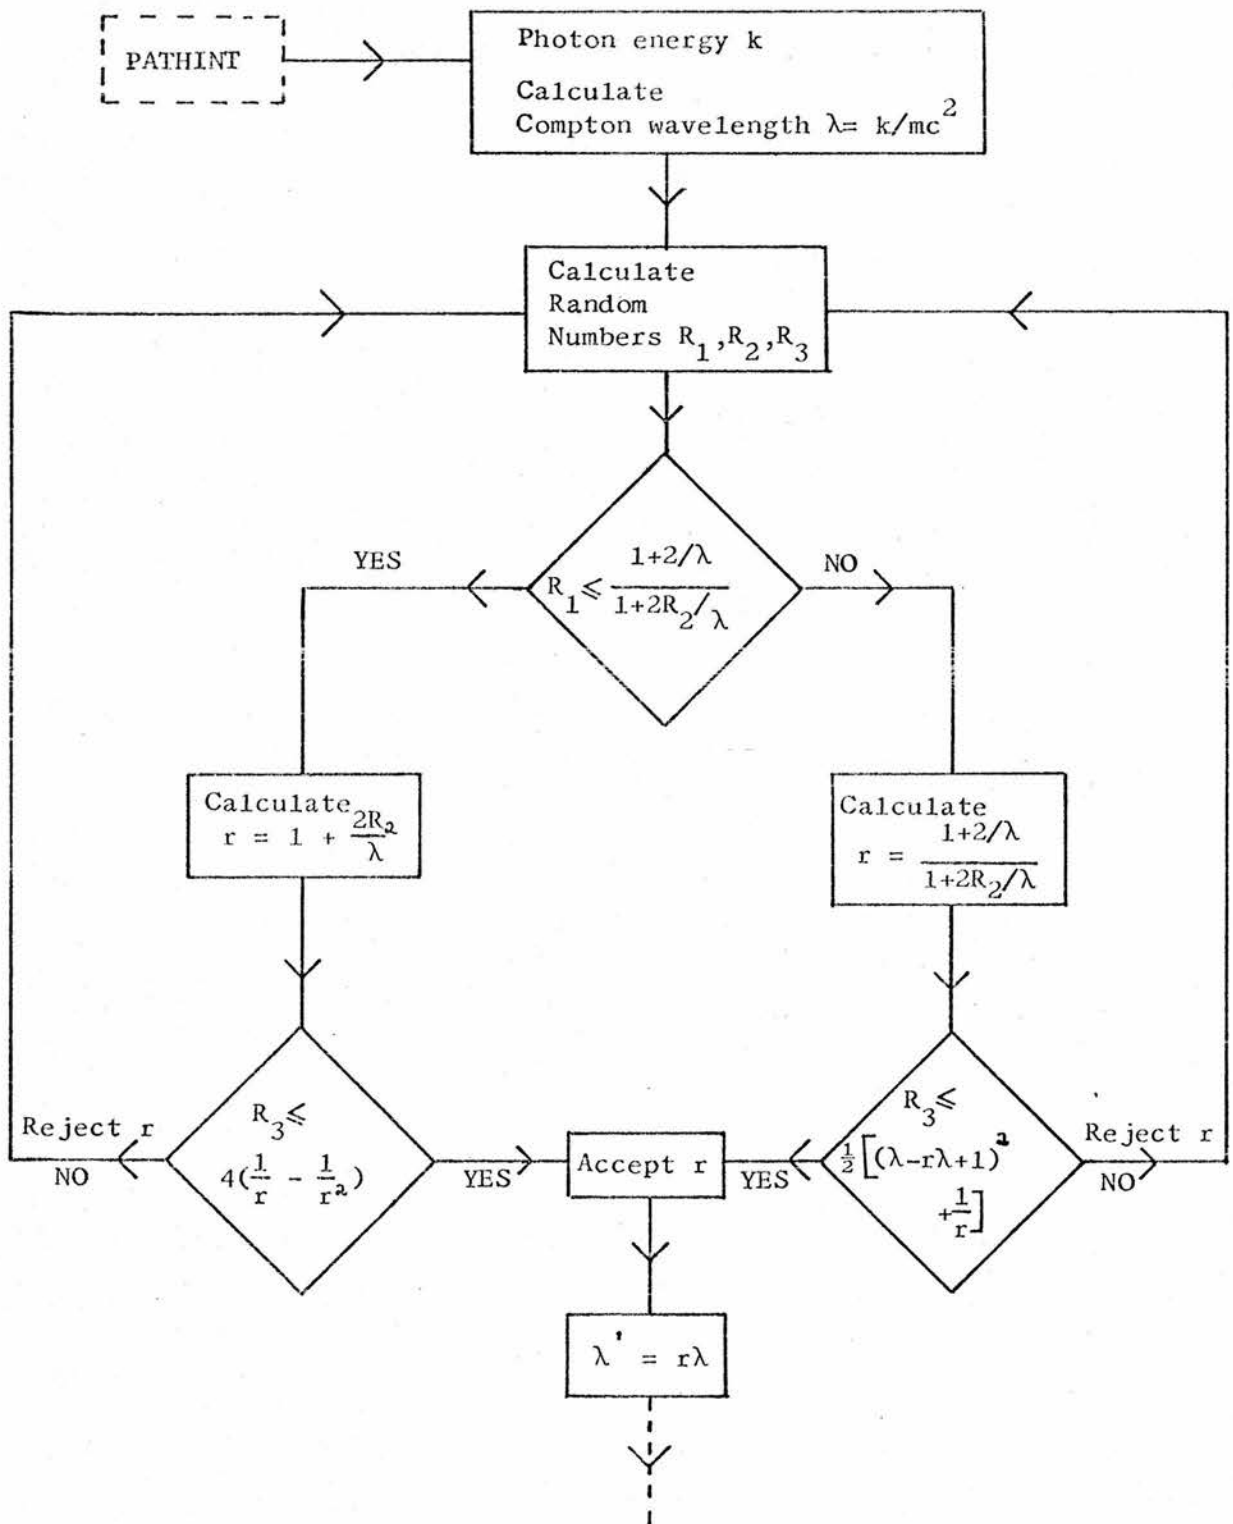 PATHINT
Photon energy k
Calculate
Compton wavelength λ= k/mc²
Calculate
Random
Numbers R₁,R₂,R₃
YES
R₁ ⩽ (1+2/λ)/(1+2R₂/λ)
NO
Calculate
r = 1 + 2R₂/λ
Calculate
r = (1+2/λ)/(1+2R₂/λ)
Reject r
NO
R₃⩽
4(1/r - 1/r²)
YES
Accept r
YES
R₃⩽
½[(λ-rλ+1)²
+1/r]
Reject r
NO
λ' = rλ